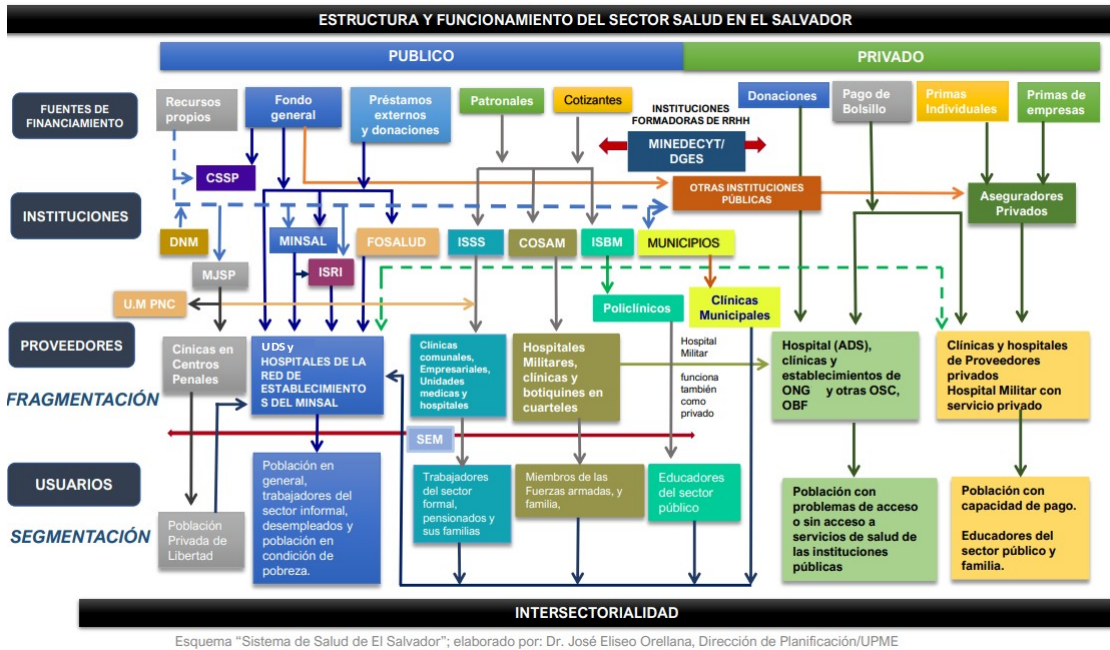 ESTRUCTURA Y FUNCIONAMIENTO DEL SECTOR SALUD EN EL SALVADOR
PUBLICO
PRIVADO
FUENTES DE
FINANCIAMIENTO
Recursos
propios
Fondo
general
Préstamos
externos
y donaciones
Patronales
Cotizantes
INSTITUCIONES
FORMADORAS DE RRHH
MINEDECYT/
DGES
Donaciones
Pago de
Bolsillo
Primas
Individuales
Primas de
empresas
INSTITUCIONES
CSSP
OTRAS INSTITUCIONES
PÚBLICAS
Aseguradores
Privados
DNM
MINSAL
FOSALUD
ISSS
COSAM
ISBM
MUNICIPIOS
MJSP
ISRI
U.M PNC
Policlínicos
Clínicas
Municipales
PROVEEDORES
Cínicas en
Centros
Penales
UDS y
HOSPITALES DE LA
RED DE
ESTABLECIMIENTO
S DEL MINSAL
Clínicas
comunales,
Empresariales,
Unidades
medicas y
hospitales
Hospitales
Militares,
clínicas y
botiquines en
cuarteles
Hospital
Militar
funciona
también
como
privado
Hospital (ADS),
clínicas y
establecimientos de
ONG y otras OSC,
OBF
Clínicas y hospitales
de Proveedores
privados
Hospital Militar con
servicio privado
FRAGMENTACIÓN
SEM
USUARIOS
SEGMENTACIÓN
Población
Privada de
Libertad
Población en
general,
trabajadores del
sector informal,
desempleados y
población en
condición de
pobreza.
Trabajadores
del sector
formal,
pensionados y
sus familias
Miembros de las
Fuerzas armadas, y
familia,
Educadores
del sector
público
Población con
problemas de acceso
o sin acceso a
servicios de salud de
las instituciones
públicas
Población con
capacidad de pago.
Educadores del
sector público y
familia.
INTERSECTORIALIDAD
Esquema “Sistema de Salud de El Salvador”; elaborado por: Dr. José Eliseo Orellana, Dirección de Planificación/UPME